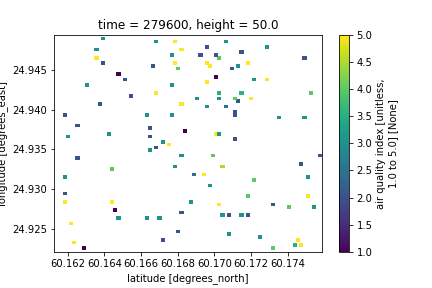 time = 279600, height = 50.0
24.945
24.940
24.935
24.930
24.925
longitude [degrees_east]
60.162 60.164 60.166 60.168 60.170 60.172 60.174
latitude [degrees_north]
5.0
4.5
4.0
3.5
3.0
2.5
2.0
1.5
1.0
air quality index [unitless,
1.0 to 5.0] [None]